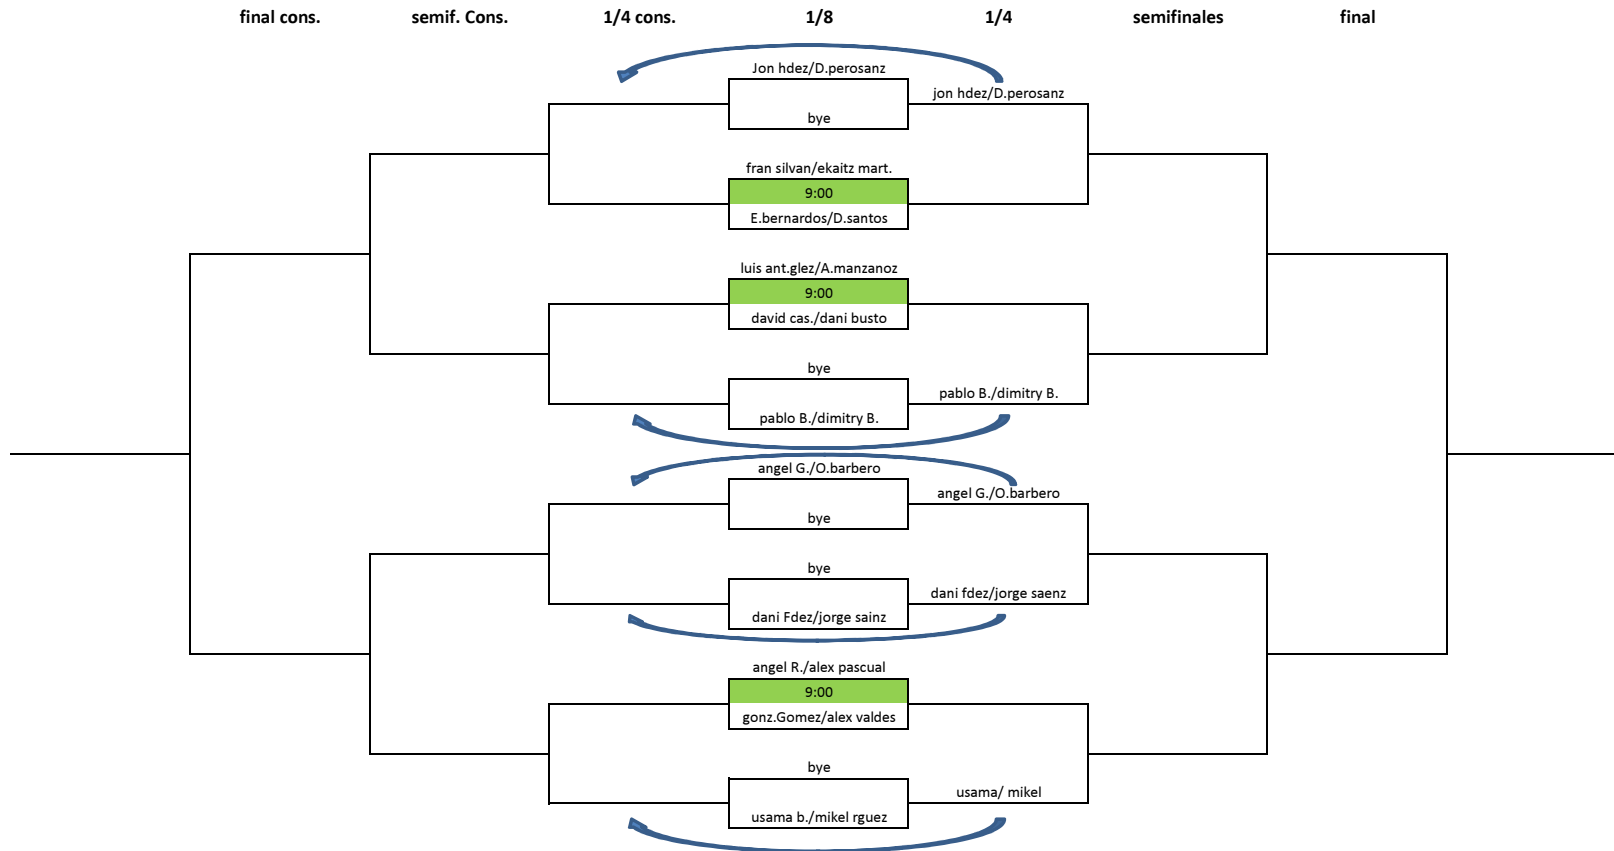 final cons. semif. Cons. 1/4 cons. 1/8 1/4 semifinales final
Jon hdez/D.perosanz
jon hdez/D.perosanz
bye
fran silvan/ekaitz mart.
9:00
E.bernardos/D.santos
luis ant.glez/A.manzanoz
9:00
david cas./dani busto
bye
pablo B./dimitry B.
pablo B./dimitry B.
angel G./O.barbero
angel G./O.barbero
bye
bye
dani fdez/jorge saenz
dani Fdez/jorge sainz
angel R./alex pascual
9:00
gonz.Gomez/alex valdes
bye
usama/ mikel
usama b./mikel rguez